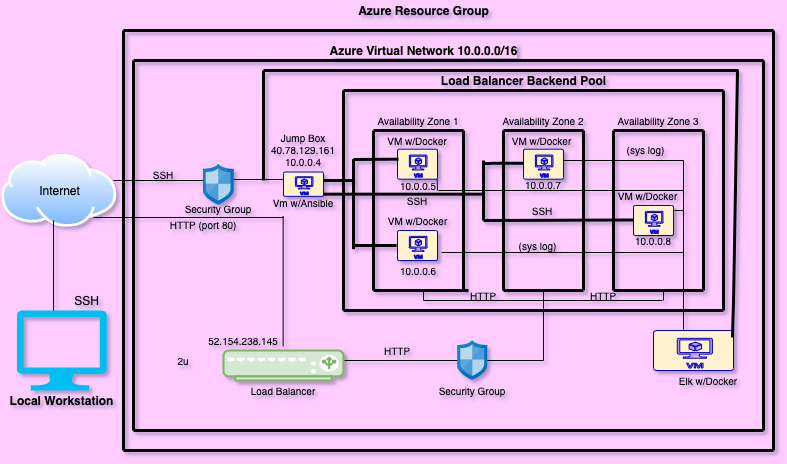 Azure Resource Group
Azure Virtual Network 10.0.0.0/16
Load Balancer Backend Pool
Availability Zone 1
Availability Zone 2
Availability Zone 3
Jump Box
40.78.129.161
10.0.0.4
VM
Vm w/Ansible
VM w/Docker
VM
10.0.0.5
VM w/Docker
VM
10.0.0.7
(sys log)
VM w/Docker
VM
10.0.0.8
SSH
SSH
VM w/Docker
VM
10.0.0.6
(sys log)
Internet
SSH
Security Group
HTTP (port 80)
HTTP
HTTP
SSH
Local Workstation
52.154.238.145
2u
Load Balancer
HTTP
Security Group
VM
Elk w/Docker